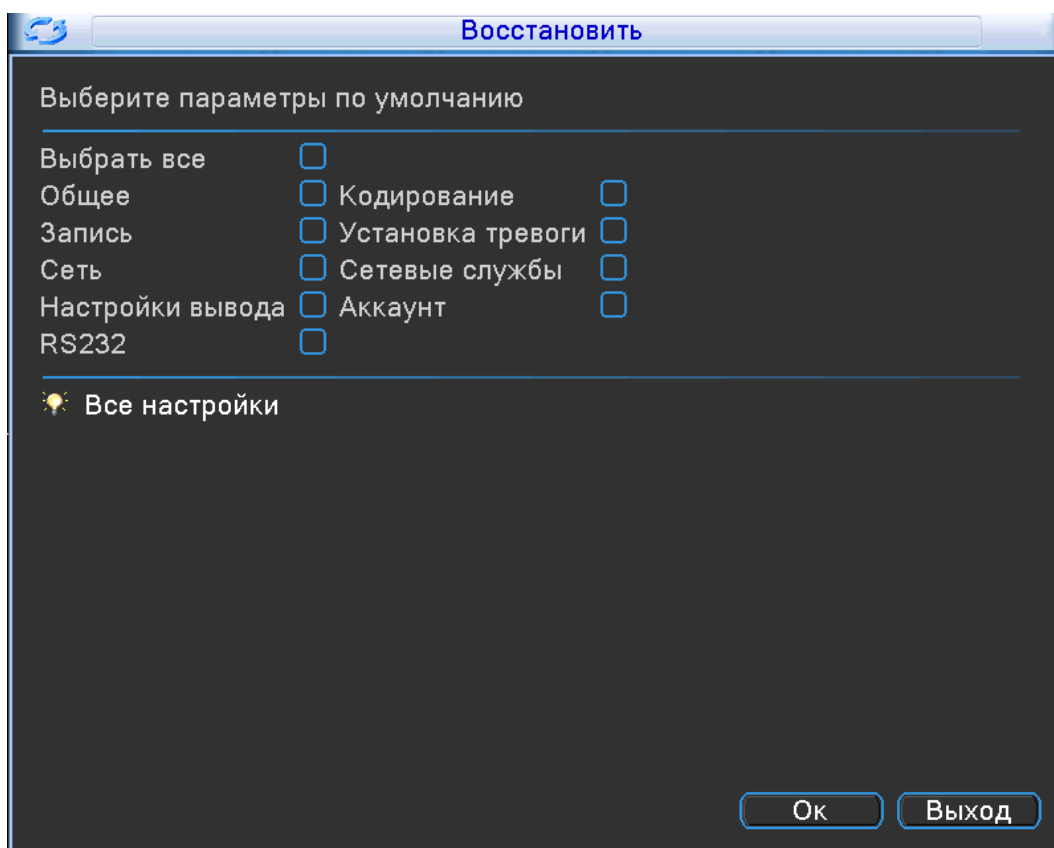 Восстановить
Выберите параметры по умолчанию
Выбрать все
Общее Кодирование
Запись Установка тревоги
Сеть Сетевые службы
Настройки вывода Аккаунт
RS232
Все настройки
Ок Выход